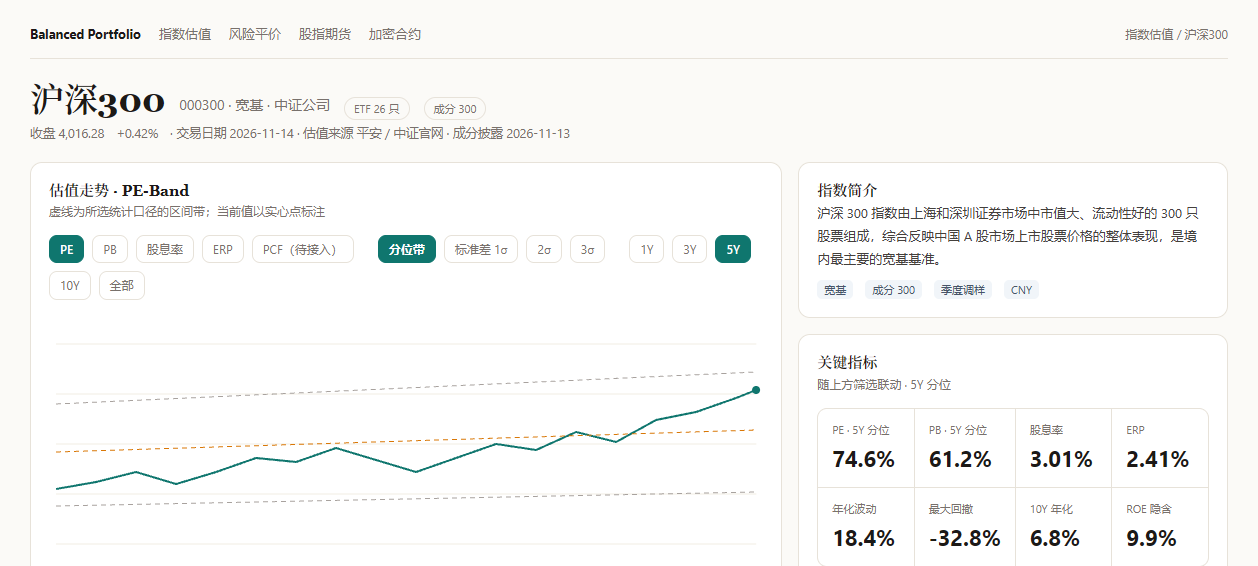 Balanced Portfolio 指数估值 风险平价 股指期货 加密合约 指数估值 / 沪深300
沪深300 000300 · 宽基 · 中证公司 ETF 26 只 成分 300
收盘 4,016.28 +0.42% · 交易日期 2026-11-14 · 估值来源 平安 / 中证官网 · 成分披露 2026-11-13
估值走势 · PE-Band
虚线为所选统计口径的区间带；当前值以实心点标注
PE PB 股息率 ERP PCF（待接入） 分位带 标准差 1σ 2σ 3σ 1Y 3Y 5Y
10Y 全部
指数简介
沪深 300 指数由上海和深圳证券市场中市值大、流动性好的 300 只
股票组成，综合反映中国 A 股市场上市股票价格的整体表现，是境
内最主要的宽基基准。
宽基 成分 300 季度调样 CNY
关键指标
随上方筛选联动 · 5Y 分位
PE · 5Y 分位 PB · 5Y 分位 股息率 ERP
74.6% 61.2% 3.01% 2.41%
年化波动 最大回撤 10Y 年化 ROE 隐含
18.4% -32.8% 6.8% 9.9%